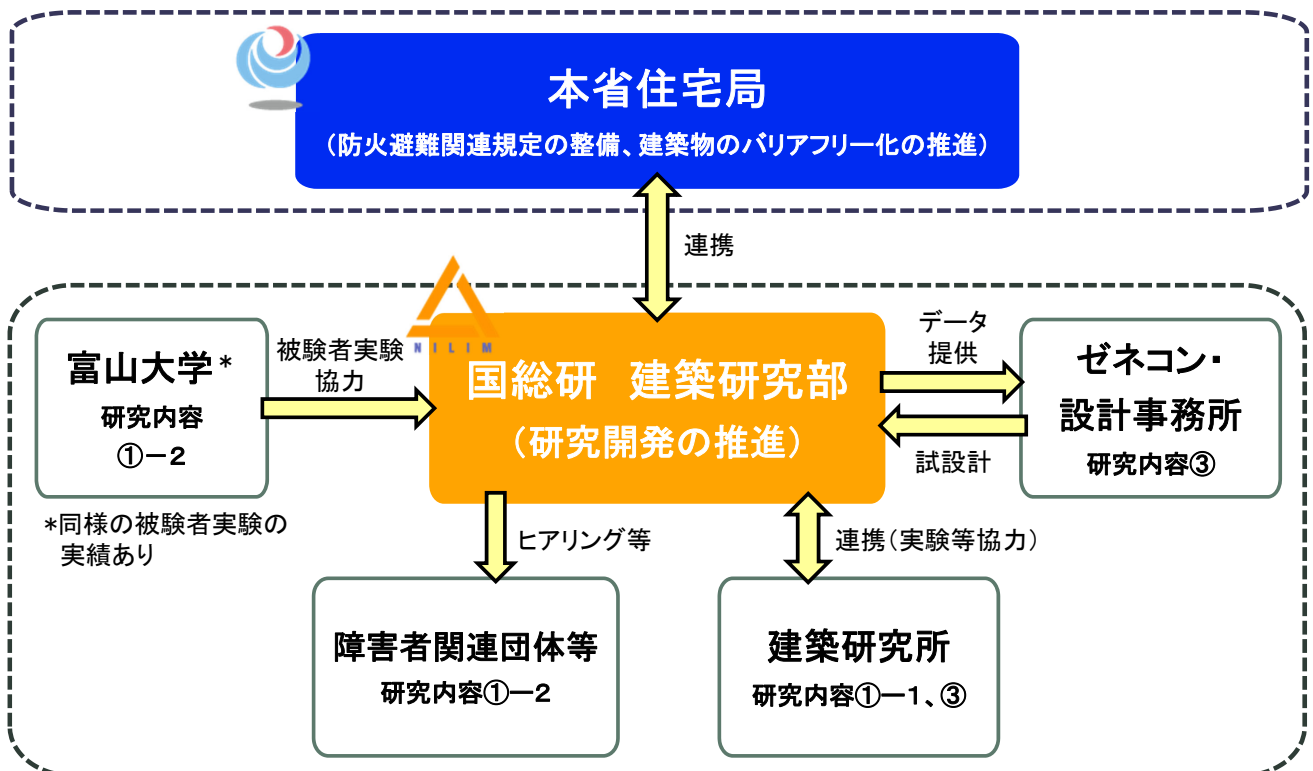 本省住宅局
（防火避難関連規定の整備、建築物のバリアフリー化の推進）
連携
富山大学*
研究内容
①－2
*同様の被験者実験の
実績あり
被験者実験
協力
NILIM
国総研　建築研究部
（研究開発の推進）
データ
提供
試設計
ゼネコン・
設計事務所
研究内容③
ヒアリング等
連携（実験等協力）
障害者関連団体等
研究内容①－2
建築研究所
研究内容①－1、③